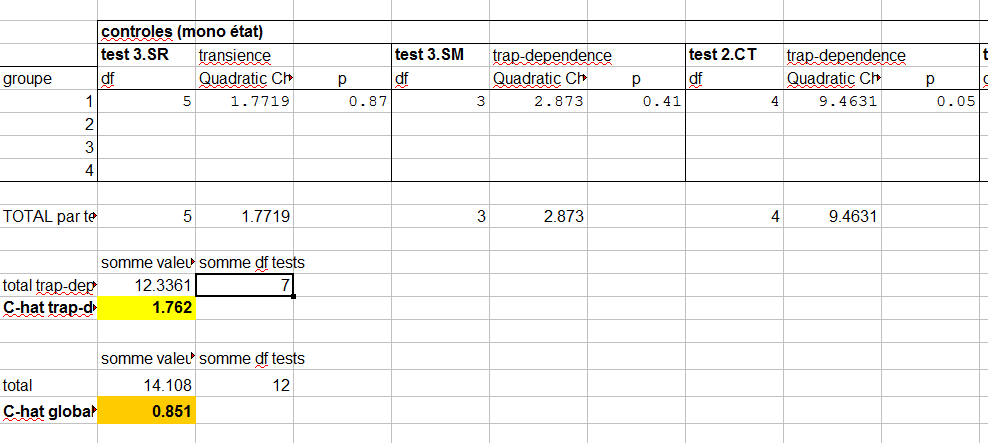 controles (mono état)
test 3.SR transience test 3.SM trap-dependence test 2.CT trap-dependence
groupe df Quadratic Ch p df Quadratic Ch p df Quadratic Ch p
1 5 1.7719 0.87 3 2.873 0.41 4 9.4631 0.05
2
3
4
TOTAL par te 5 1.7719 3 2.873 4 9.4631
somme valeu somme df tests
total trap-dep 12.3361 7
C-hat trap-d 1.762
somme valeu somme df tests
total 14.108 12
C-hat globa 0.851